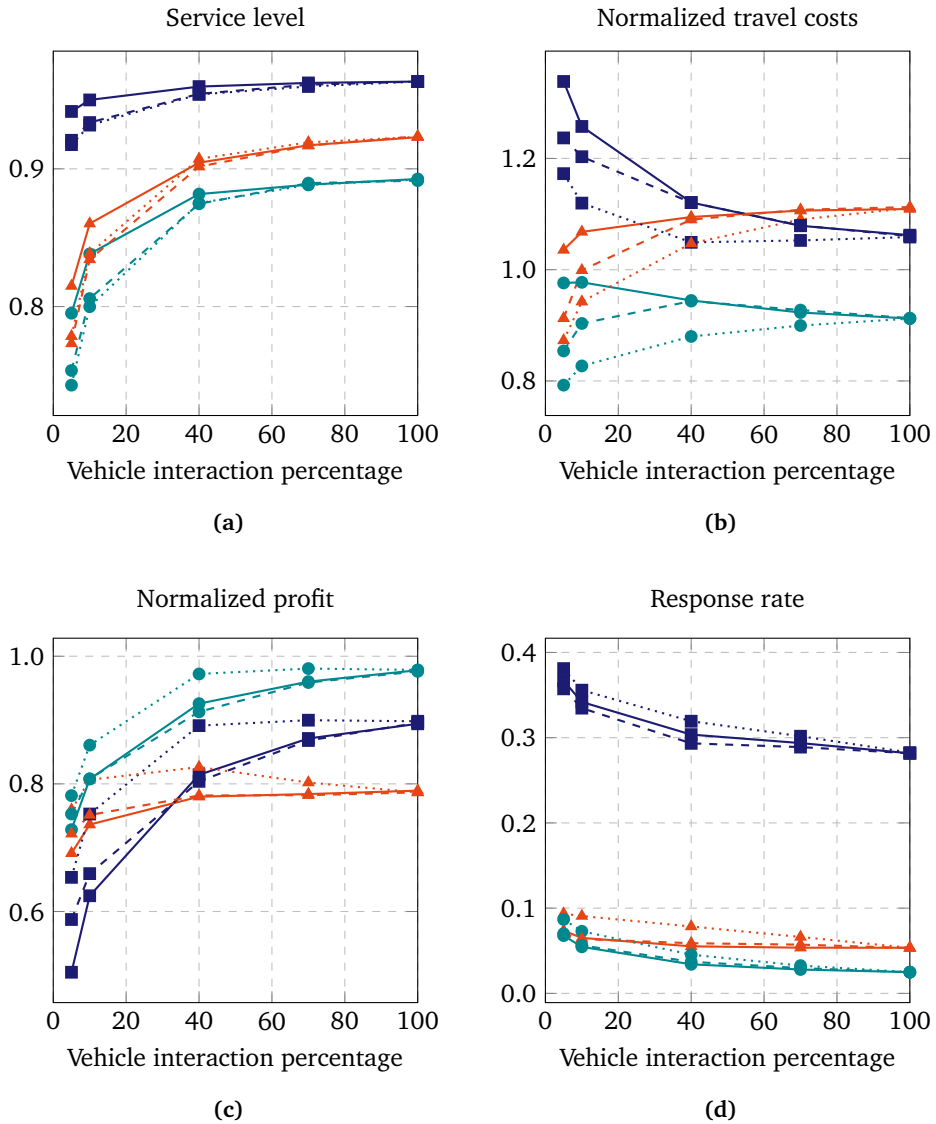 Service level
0.9
0.8
0 20 40 60 80 100
Vehicle interaction percentage
(a)
Normalized travel costs
1.2
1.0
0.8
0 20 40 60 80 100
Vehicle interaction percentage
(b)
Normalized profit
1.0
0.8
0.6
0 20 40 60 80 100
Vehicle interaction percentage
(c)
Response rate
0.4
0.3
0.2
0.1
0.0
0 20 40 60 80 100
Vehicle interaction percentage
(d)